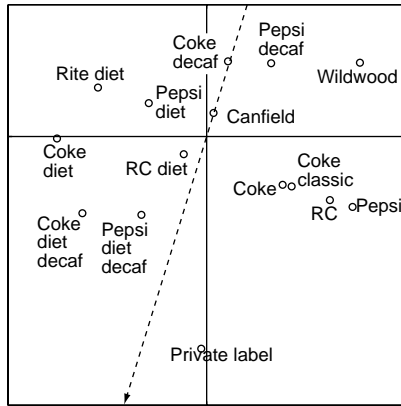 Coke
decaf
Pepsi
decaf
Rite diet
Wildwood
Pepsi
diet
Canfield
Coke
diet
RC diet
Coke
classic
Coke
RC
Pepsi
Coke
diet
decaf
Pepsi
diet
decaf
Private label